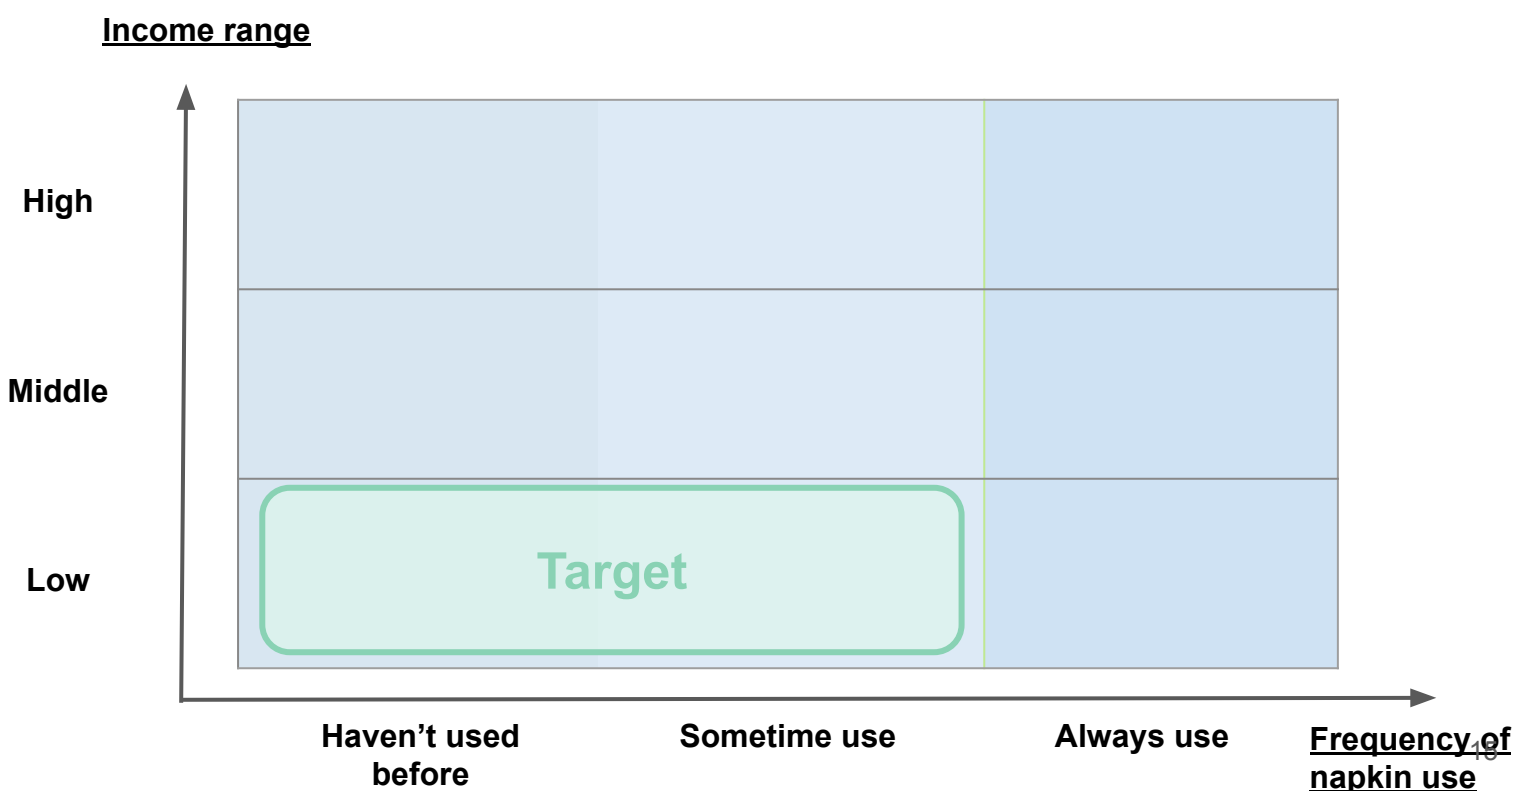 Income range
High
Middle
Low
Target
Haven’t used
before
Sometime use
Always use
Frequency of
napkin use